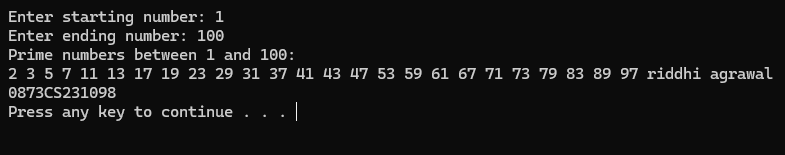 Enter starting number: 1
Enter ending number: 100
Prime numbers between 1 and 100:
2 3 5 7 11 13 17 19 23 29 31 37 41 43 47 53 59 61 67 71 73 79 83 89 97 riddhi agrawal
0873CS231098
Press any key to continue . . .